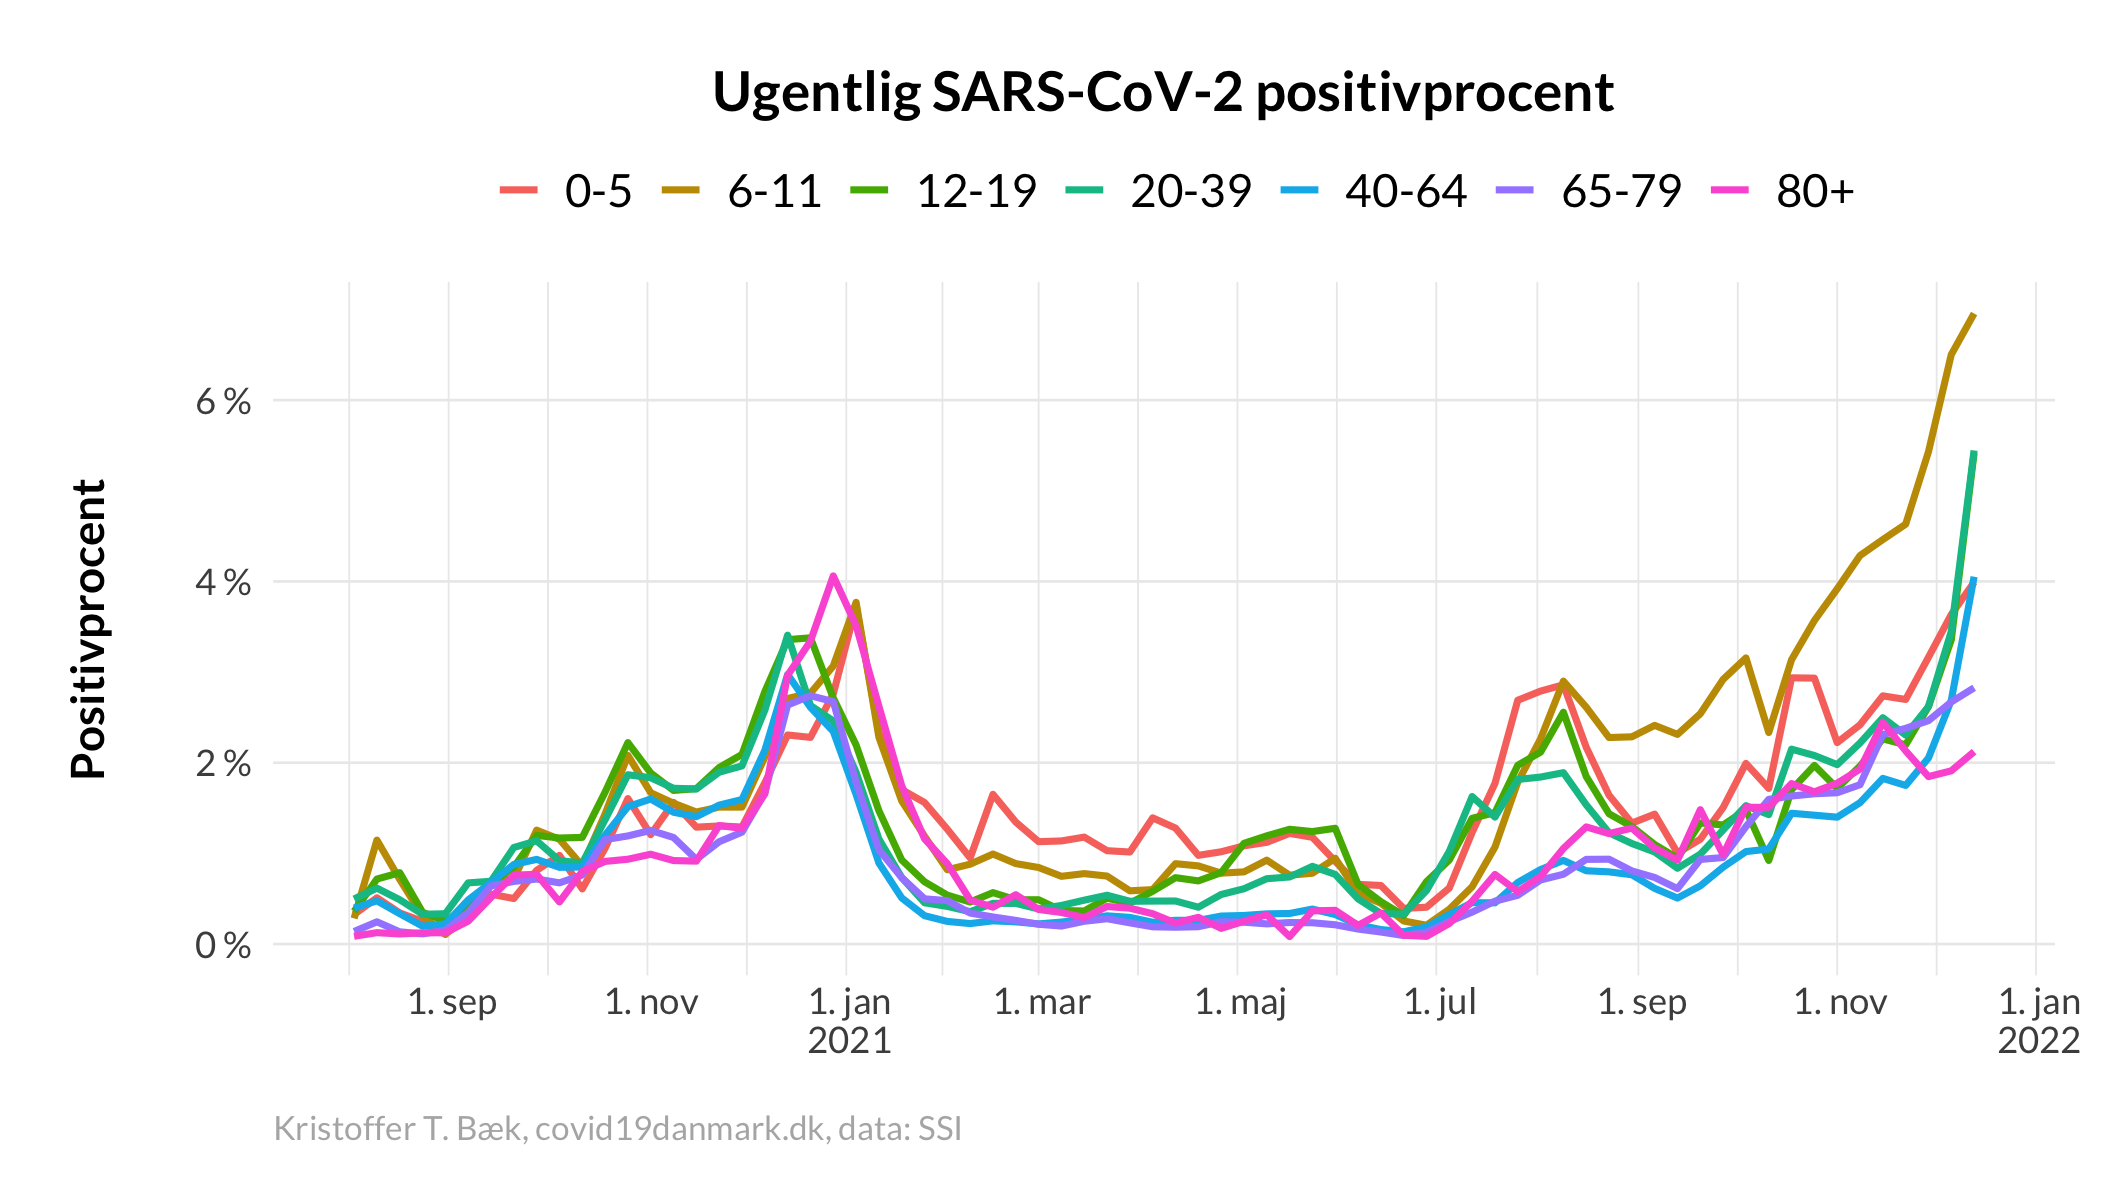 Ugentlig SARS-CoV-2 positivprocent
0-5 6-11 12-19 20-39 40-64 65-79 80+
Positivprocent
6 %
4 %
2 %
0 %
1. sep 1. nov 1. jan 1. mar 1. maj 1. jul 1. sep 1. nov 1. jan
2021 2022
Kristoffer T. Bæk, covid19danmark.dk, data: SSI